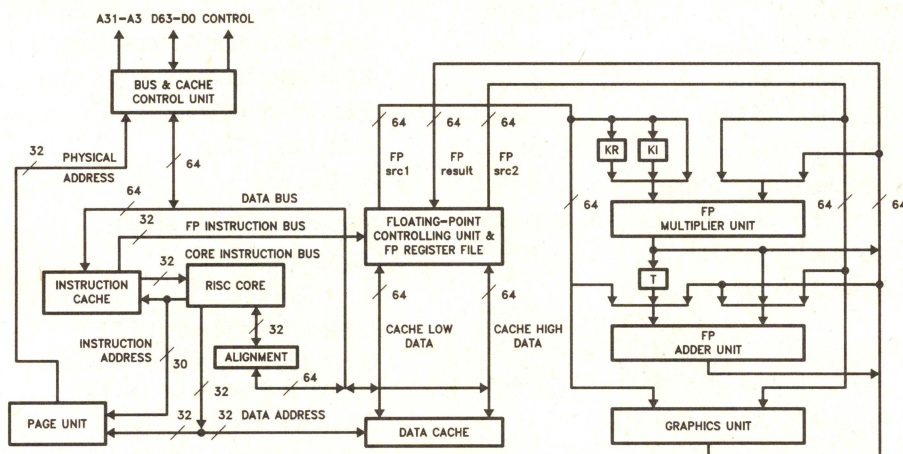 A31-A3 D63-D0 CONTROL
BUS & CACHE
CONTROL UNIT
32
PHYSICAL
ADDRESS
64
64
DATA BUS
32
FP INSTRUCTION BUS
CORE INSTRUCTION BUS
32
INSTRUCTION
CACHE
RISC CORE
INSTRUCTION
ADDRESS
30
32
ALIGNMENT
64
32
PAGE UNIT
32
32
DATA ADDRESS
DATA CACHE
64
64
64
FP
src1
FP
result
FP
src2
FLOATING-POINT
CONTROLLING UNIT &
FP REGISTER FILE
64
64
CACHE LOW
DATA
CACHE HIGH
DATA
KR
KI
64
FP
MULTIPLIER UNIT
64
64
T
FP
ADDER UNIT
GRAPHICS UNIT